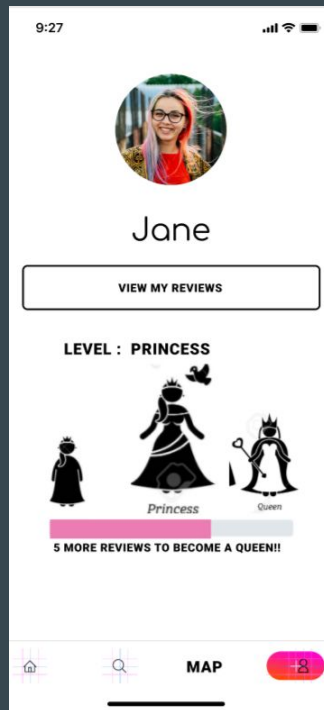 9:27
Jane
VIEW MY REVIEWS
LEVEL : PRINCESS
Princess
Queen
5 MORE REVIEWS TO BECOME A QUEEN!!
MAP